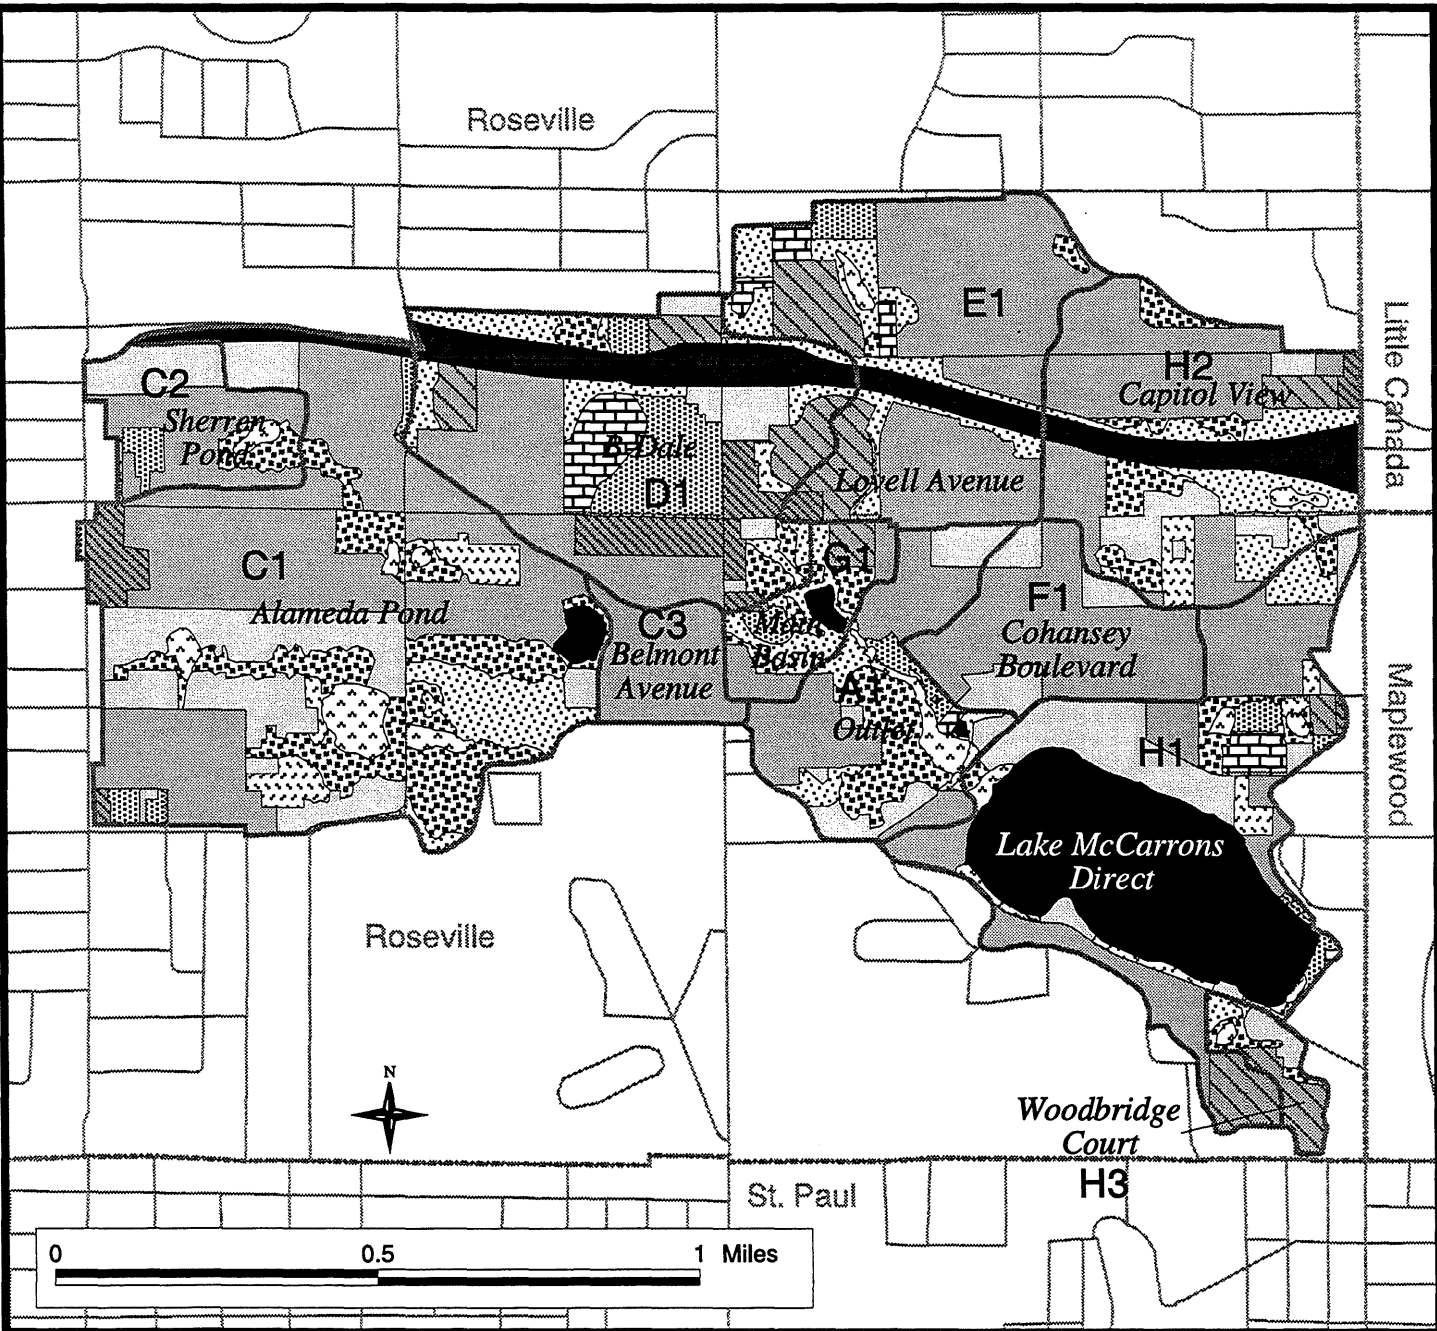 Roseville
E1
Little Canada
H2
Capitol View
C2
Sherren
Pond
B-Dale
D1
Lovell Avenue
C1
Alameda Pond
G1
Main
Basin
C3
Belmont
Avenue
F1
Cohansey
Boulevard
A1
Outlet
H1
Maplewood
Lake McCarrons
Direct
Roseville
N
Woodbridge
Court
H3
St. Paul
0 0.5 1 Miles